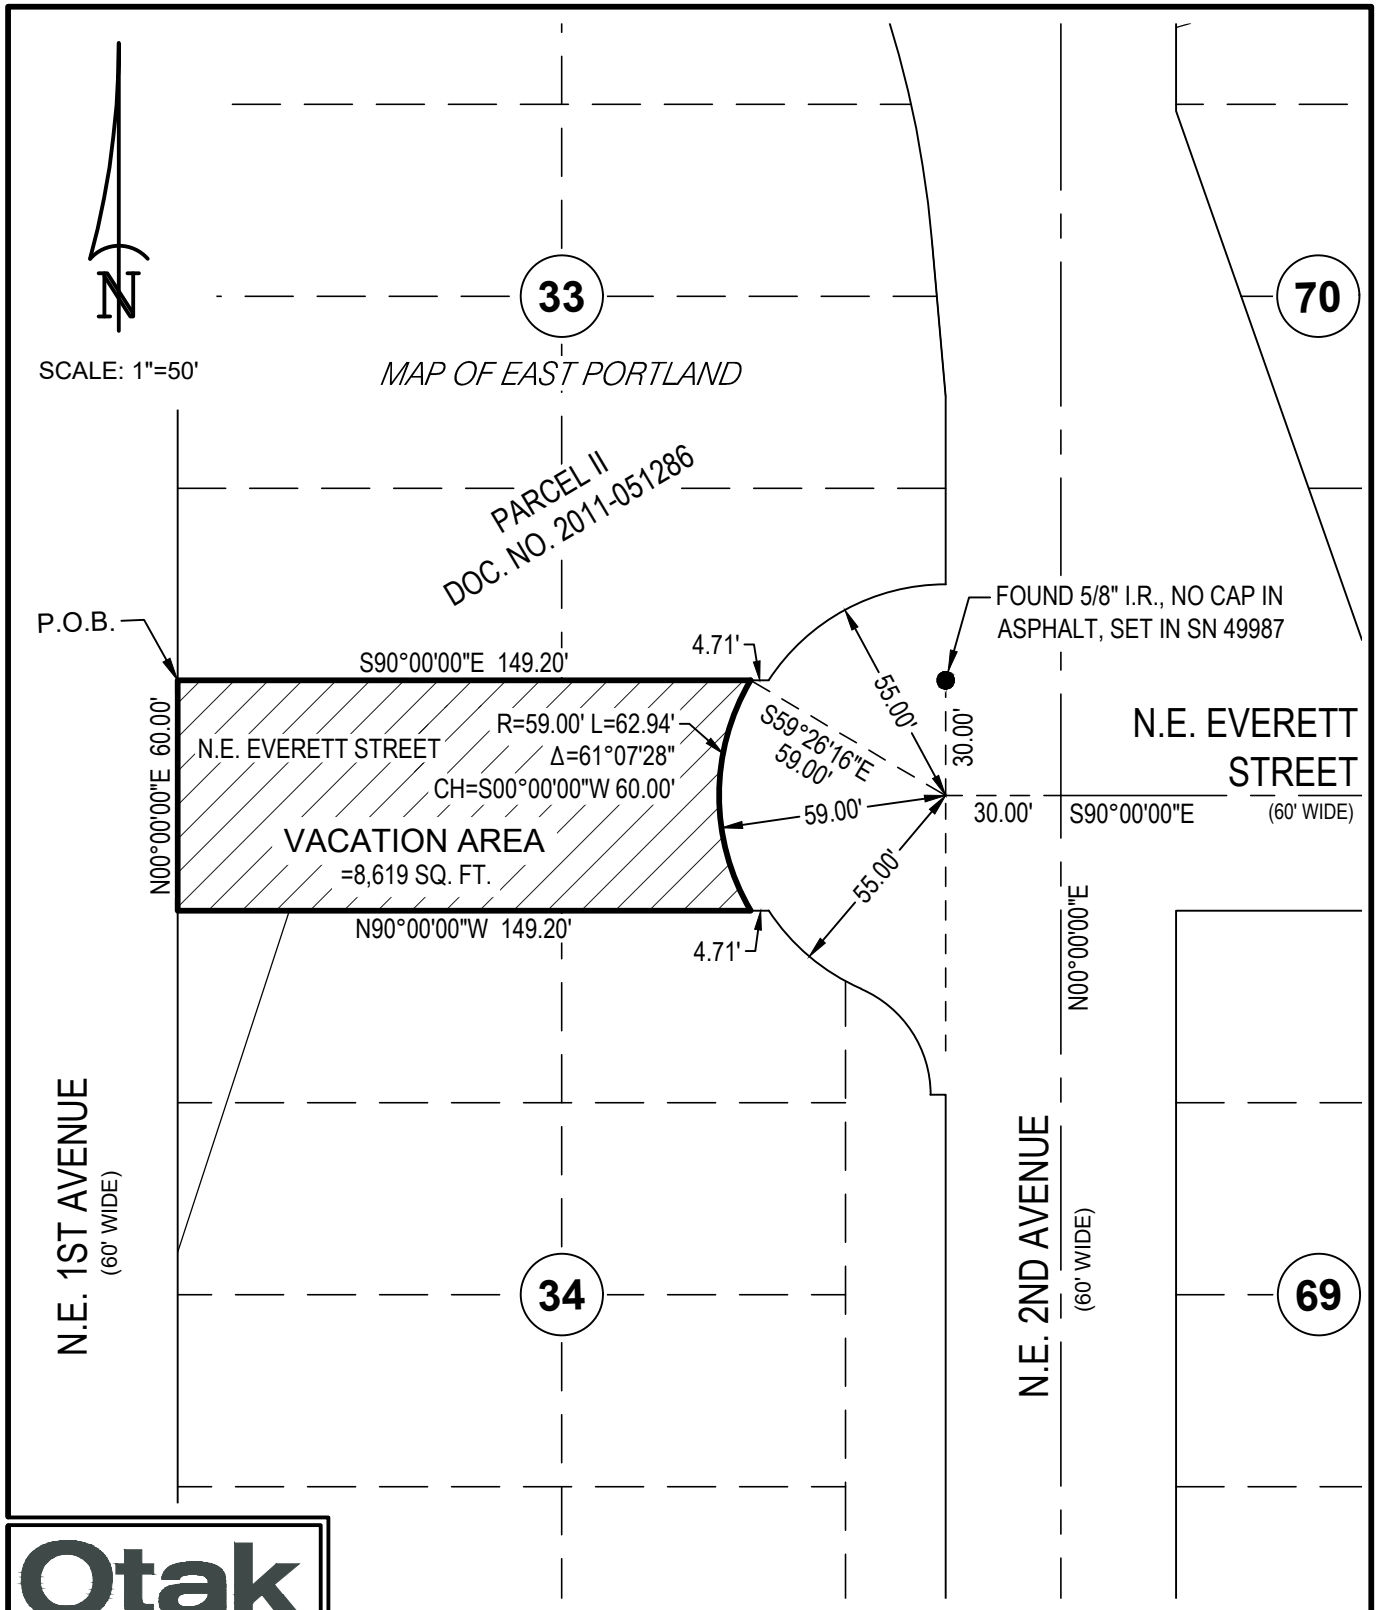 33
70
N
SCALE: 1"=50'
MAP OF EAST PORTLAND
PARCEL II
DOC. NO. 2011-051286
P.O.B.
FOUND 5/8" I.R., NO CAP IN
ASPHALT, SET IN SN 49987
4.71'
S90°00'00"E 149.20'
N00°00'00"E 60.00'
N.E. EVERETT STREET
R=59.00' L=62.94'
Δ=61°07'28"
CH=S00°00'00"W 60.00'
VACATION AREA
=8,619 SQ. FT.
N90°00'00"W 149.20'
4.71'
55.00'
S59°26'16"E
59.00'
59.00'
55.00'
30.00'
30.00'
S90°00'00"E
N.E. EVERETT
STREET
(60' WIDE)
N00°00'00"E
N.E. 1ST AVENUE
(60' WIDE)
N.E. 2ND AVENUE
(60' WIDE)
34
69
Otak